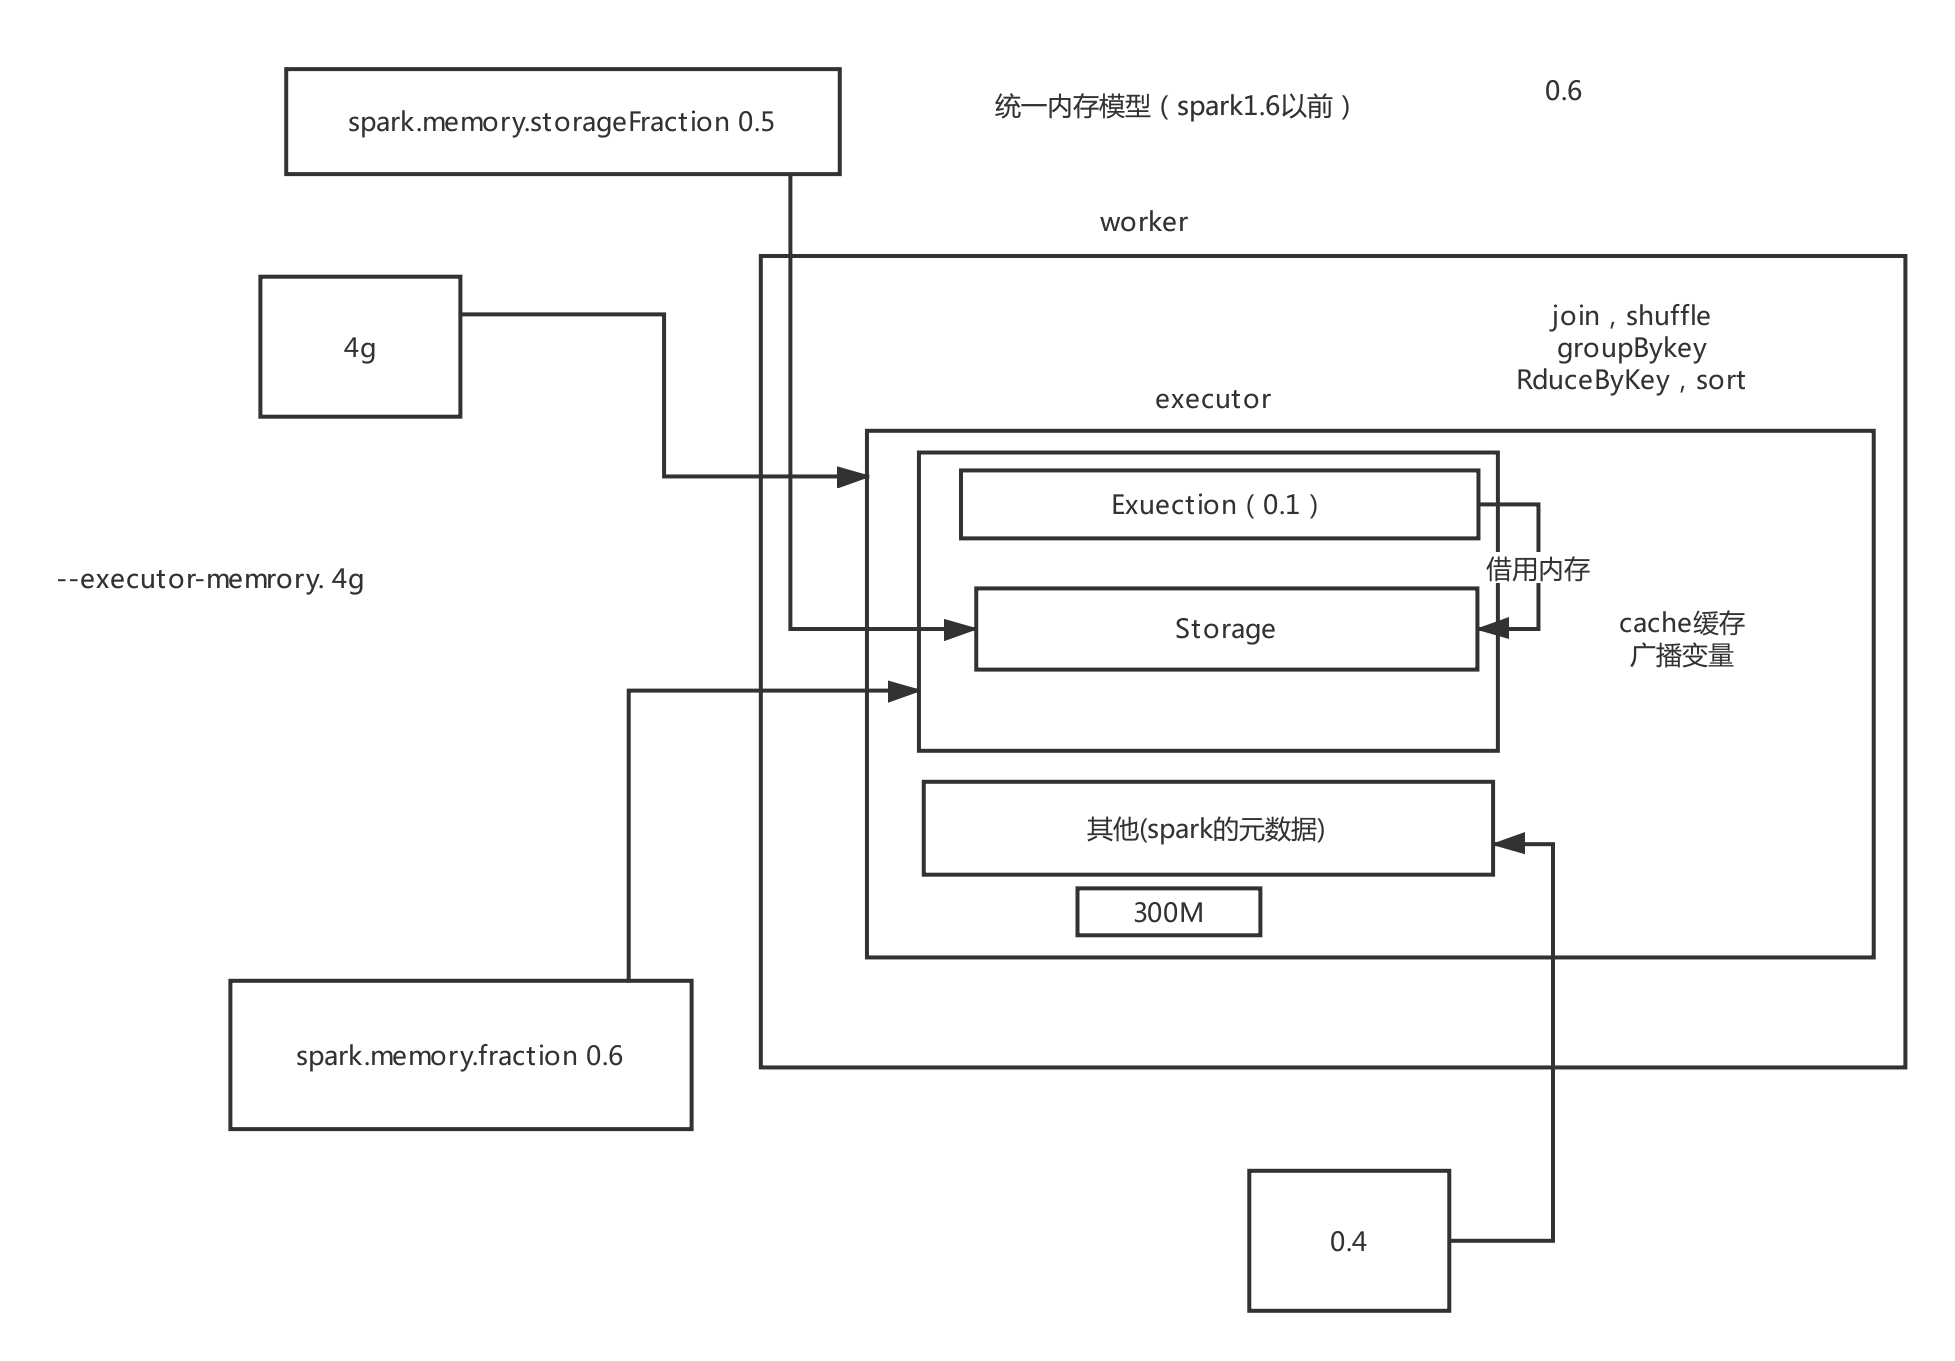 spark.memory.storageFraction 0.5
统一内存模型（spark1.6以前）
0.6
worker
4g
join，shuffle
groupBykey
RduceByKey，sort
executor
Exuection（0.1）
借用内存
--executor-memrory. 4g
Storage
cache缓存
广播变量
其他(spark的元数据)
300M
spark.memory.fraction 0.6
0.4